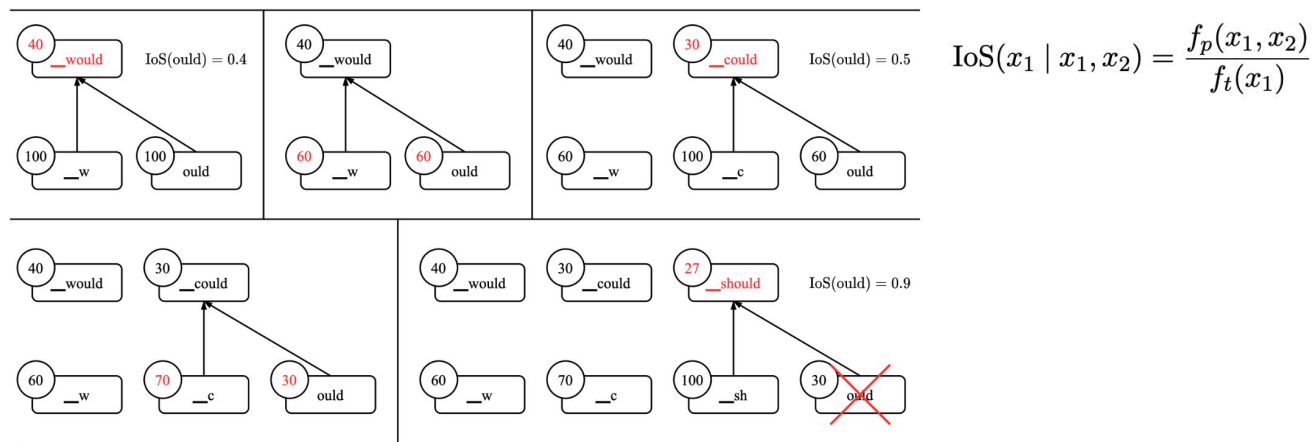 40
__would
IoS(ould) = 0.4
100
__w
100
ould
40
__would
60
__w
60
ould
40
__would
30
__could
IoS(ould) = 0.5
60
__w
100
__c
60
ould
IoS(x₁ | x₁, x₂) = fₚ(x₁, x₂) / fₜ(x₁)
40
__would
30
__could
60
__w
70
__c
30
ould
40
__would
30
__could
27
__should
IoS(ould) = 0.9
60
__w
70
__c
100
__sh
30
ould